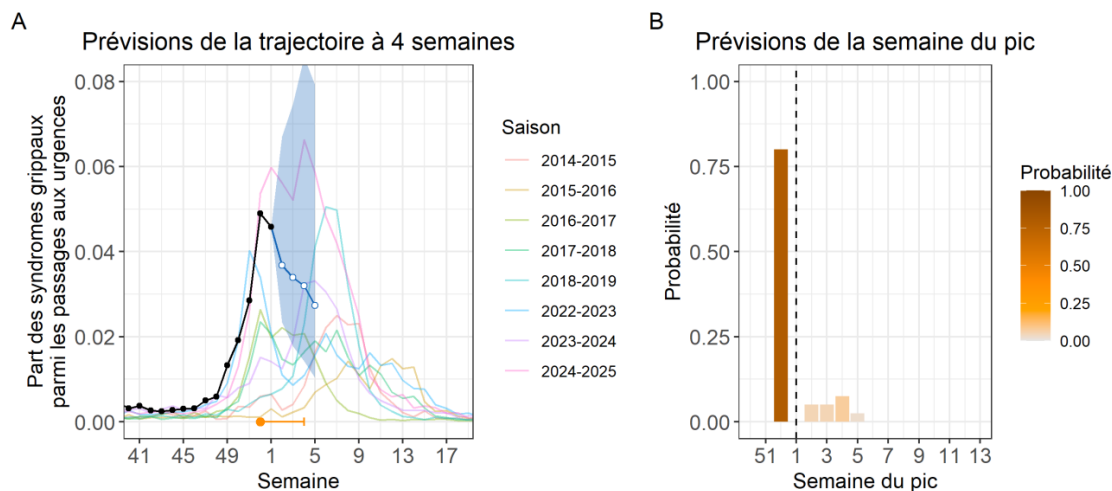 A
Prévisions de la trajectoire à 4 semaines
Part des syndromes grippaux
parmi les passages aux urgences
0.08
0.06
0.04
0.02
0.00
41 45 49 1 5 9 13 17
Semaine
Saison
2014-2015
2015-2016
2016-2017
2017-2018
2018-2019
2022-2023
2023-2024
2024-2025
B
Prévisions de la semaine du pic
Probabilité
1.00
0.75
0.50
0.25
0.00
51 1 3 5 7 9 11 13
Semaine du pic
Probabilité
1.00
0.75
0.50
0.25
0.00